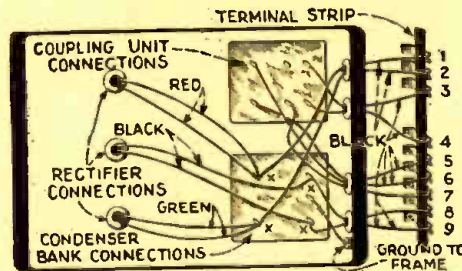 TERMINAL STRIP
COUPLING UNIT
CONNECTIONS
RED
BLACK
RECTIFIER
CONNECTIONS
GREEN
CONDENSER
BANK CONNECTIONS
BLACK
1
2
3
4
5
6
7
8
9
GROUND TO
FRAME